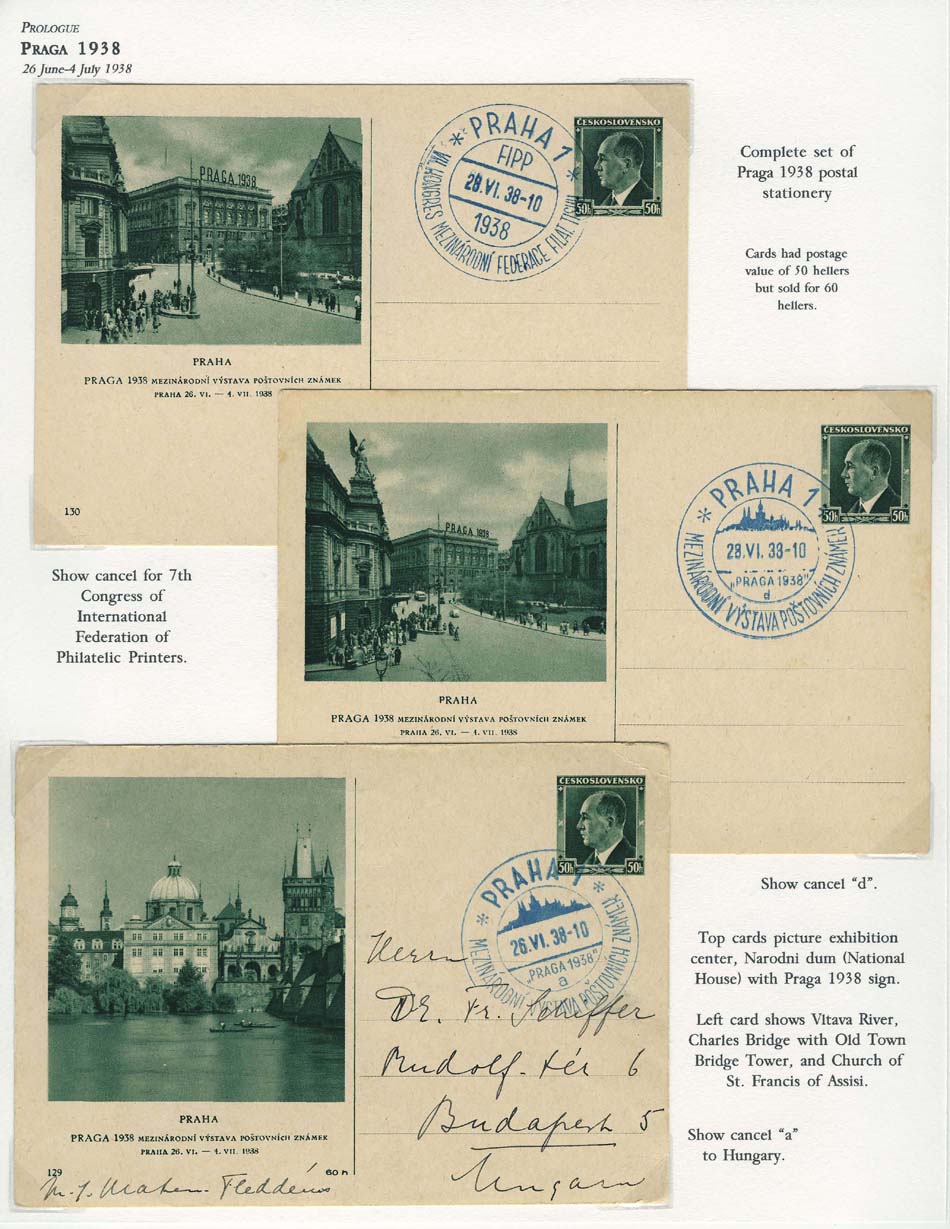 PROLOGUE
PRAGA 1938
26 June-4 July 1938
PRAGA 1938
PRAHA
PRAGA 1938 MEZINÁRODNÍ VÝSTAVA POŠTOVNÍCH ZNÁMEK
PRAHA 26. VI. — 4. VII. 1938
130
PRAHA 1
FIPP
28.VI.38-10
1938
VII. KONGRES MEZINÁRODNÍ FEDERACE FILAT.
ČESKOSLOVENSKO
50h 50h
Complete set of
Praga 1938 postal
stationery
Cards had postage
value of 50 hellers
but sold for 60
hellers.
Show cancel for 7th
Congress of
International
Federation of
Philatelic Printers.
PRAGA 1938
PRAHA
PRAGA 1938 MEZINÁRODNÍ VÝSTAVA POŠTOVNÍCH ZNÁMEK
PRAHA 26. VI. — 4. VII. 1938
PRAHA 1
28.VI.38-10
„PRAGA 1938"
d
MEZINÁRODNÍ VÝSTAVA POŠTOVNÍCH ZNÁMEK
ČESKOSLOVENSKO
50h 50h
PRAHA
PRAGA 1938 MEZINÁRODNÍ VÝSTAVA POŠTOVNÍCH ZNÁMEK
PRAHA 26. VI. — 4. VII. 1938
129
60 h
PRAHA 1
26.VI.38-10
„PRAGA 1938"
a
MEZINÁRODNÍ VÝSTAVA POŠTOVNÍCH ZNÁMEK
ČESKOSLOVENSKO
50h 50h
Herrn
Dr. Fr. Scheffer
Rudolf-tér 6
Budapest 5
Ungarn
Show cancel "d".
Top cards picture exhibition
center, Narodni dum (National
House) with Praga 1938 sign.
Left card shows Vltava River,
Charles Bridge with Old Town
Bridge Tower, and Church of
St. Francis of Assisi.
Show cancel "a"
to Hungary.